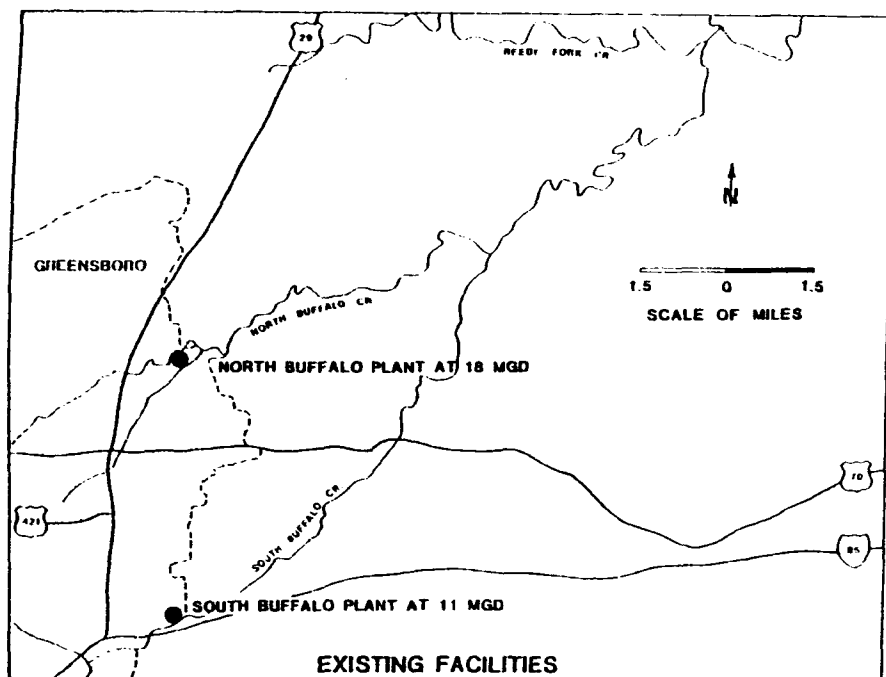 29
REEDY FORK CR
N
GREENSBORO
1.5 0 1.5
SCALE OF MILES
NORTH BUFFALO CR
NORTH BUFFALO PLANT AT 18 MGD
70
421
SOUTH BUFFALO CR
85
SOUTH BUFFALO PLANT AT 11 MGD
EXISTING FACILITIES